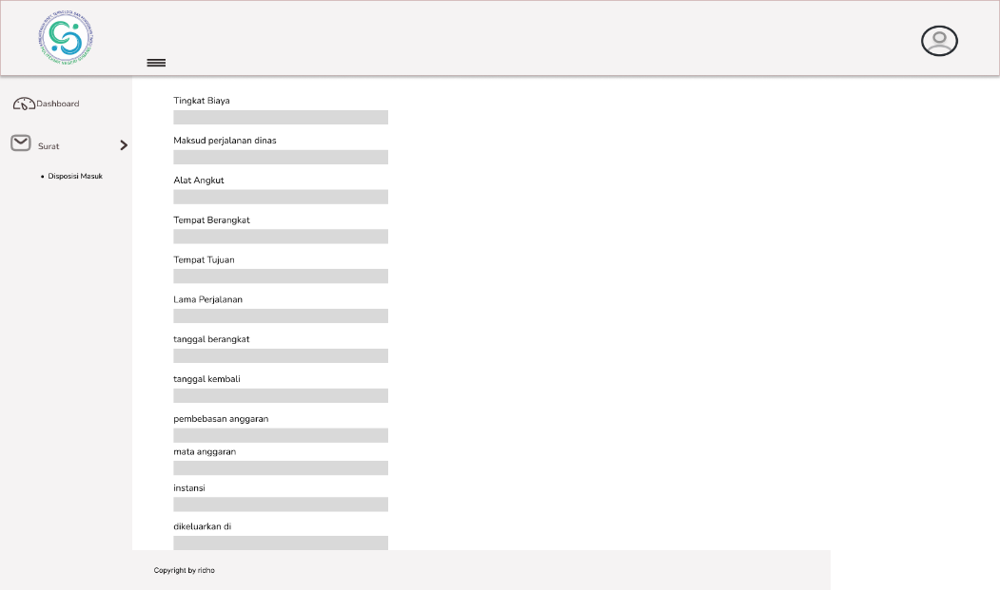 Dashboard
Surat
Disposisi Masuk
Tingkat Biaya
Maksud perjalanan dinas
Alat Angkut
Tempat Berangkat
Tempat Tujuan
Lama Perjalanan
tanggal berangkat
tanggal kembali
pembebasan anggaran
mata anggaran
instansi
dikeluarkan di
Copyright by ridho